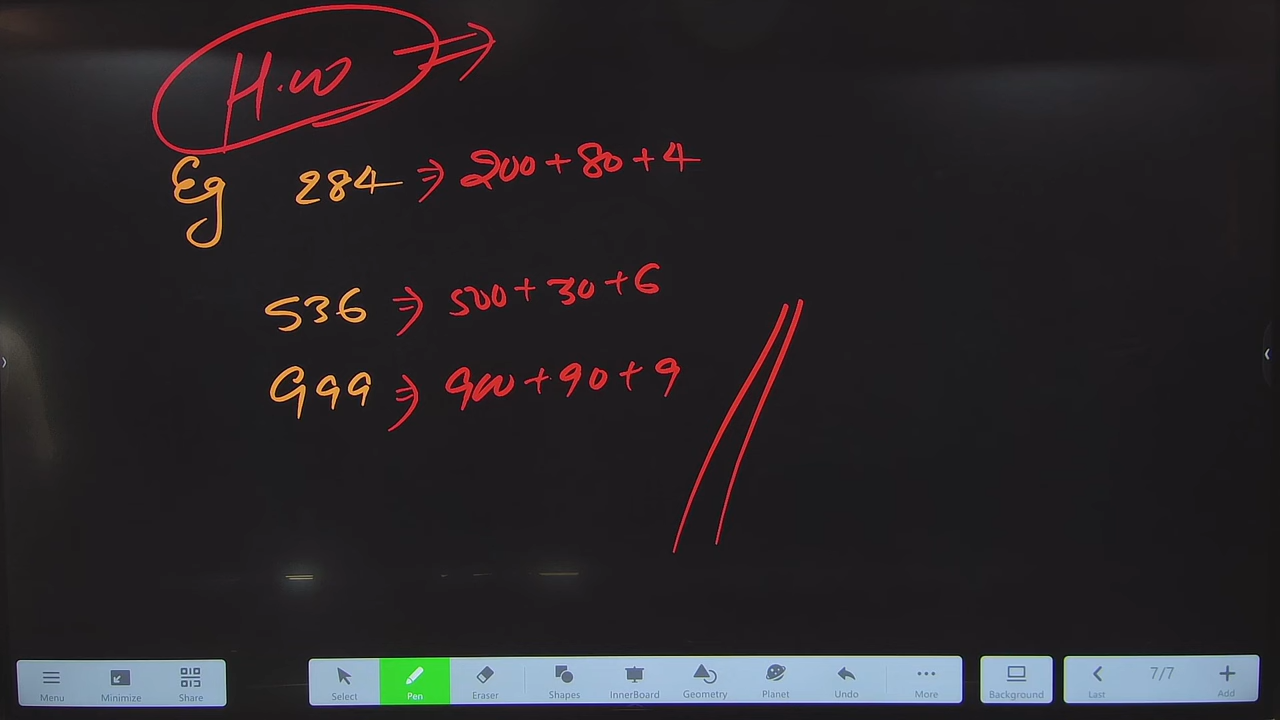 H.W
Eg 284 ⇒ 200+80+4
536 ⇒ 500+30+6
999 ⇒ 900+90+9
Menu Minimize Share Select Pen Eraser Shapes InnerBoard Geometry Planet Undo More Background Last 7/7 Add